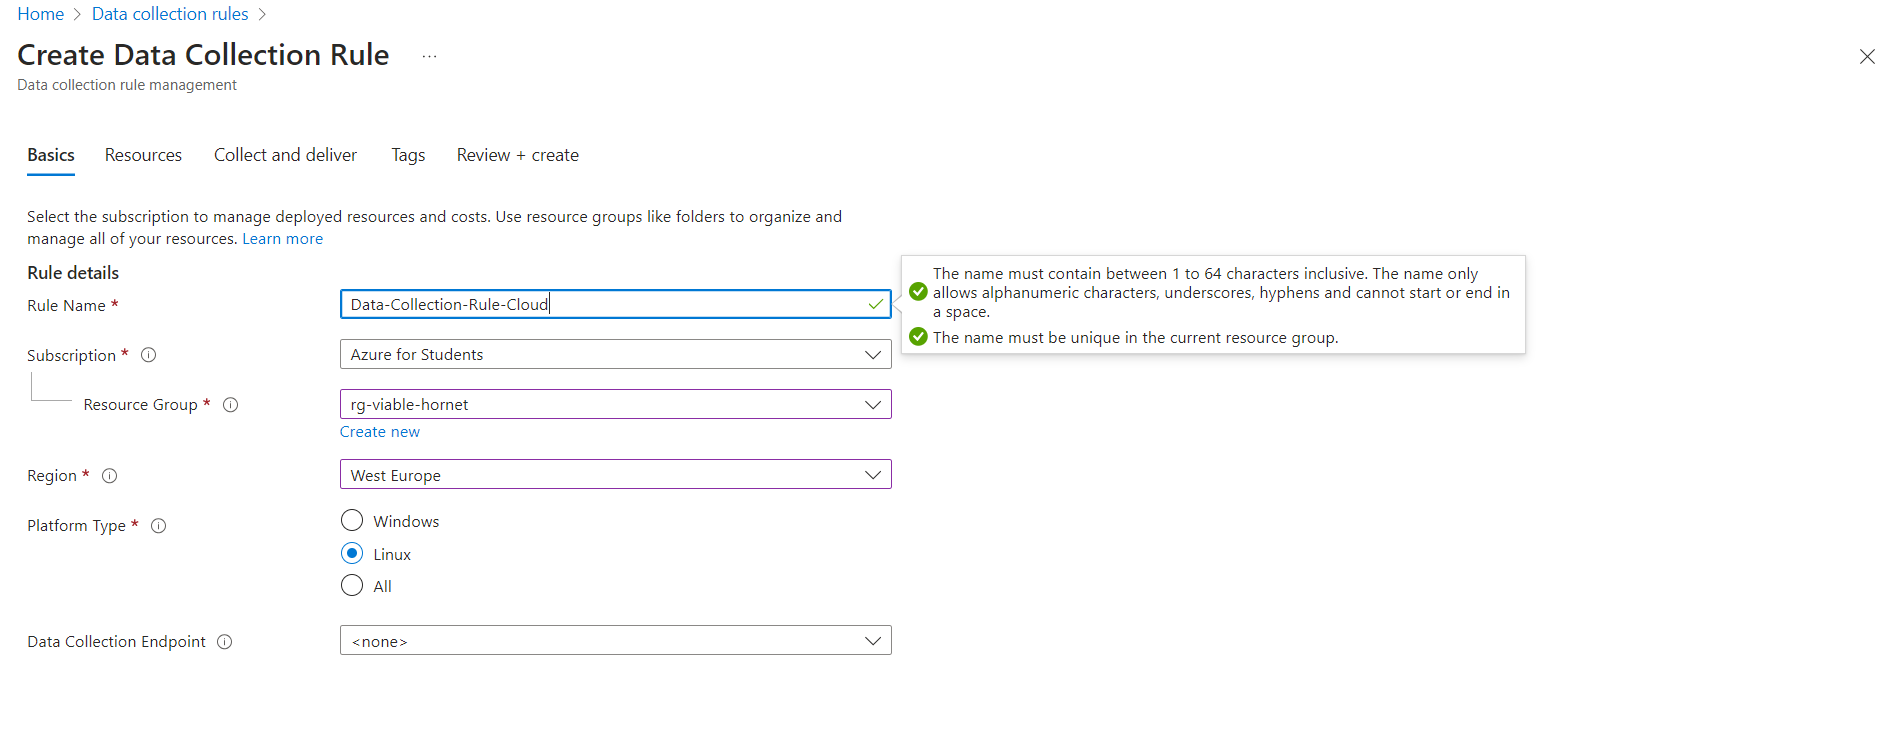 Home > Data collection rules >
Create Data Collection Rule ...
Data collection rule management
Basics Resources Collect and deliver Tags Review + create
Select the subscription to manage deployed resources and costs. Use resource groups like folders to organize and
manage all of your resources. Learn more
Rule details
Rule Name *
Data-Collection-Rule-Cloud
The name must contain between 1 to 64 characters inclusive. The name only
allows alphanumeric characters, underscores, hyphens and cannot start or end in
a space.
The name must be unique in the current resource group.
Subscription *
Azure for Students
Resource Group *
rg-viable-hornet
Create new
Region *
West Europe
Platform Type *
Windows
Linux
All
Data Collection Endpoint
<none>